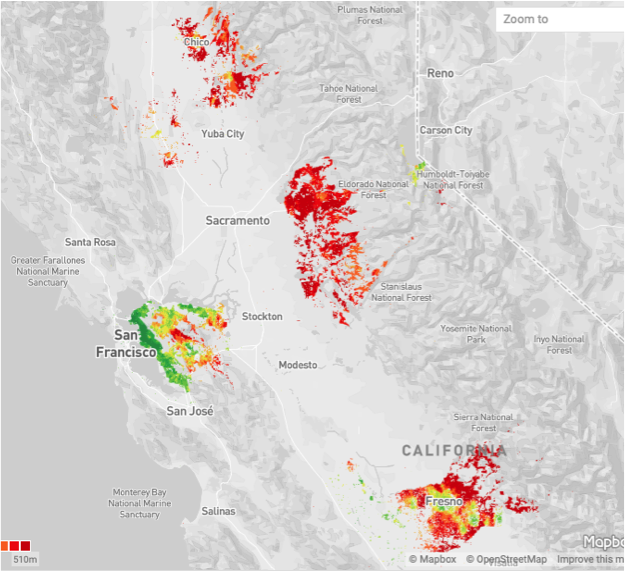 Plumas National
Forest
Zoom to
Chico
Reno
Tahoe National
Forest
Yuba City
Carson City
Humboldt-Toiyabe
National Forest
Eldorado National
Forest
Sacramento
Santa Rosa
Greater Farallones
National Marine
Sanctuary
Stanislaus
National Forest
Stockton
San
Francisco
Yosemite National
Park
Inyo National
Forest
Modesto
San José
Sierra National
Forest
CALIFORNIA
Monterey Bay
National Marine
Sanctuary
Fresno
Salinas
Mapbo
510m
© Mapbox © OpenStreetMap Improve this m
Visalia